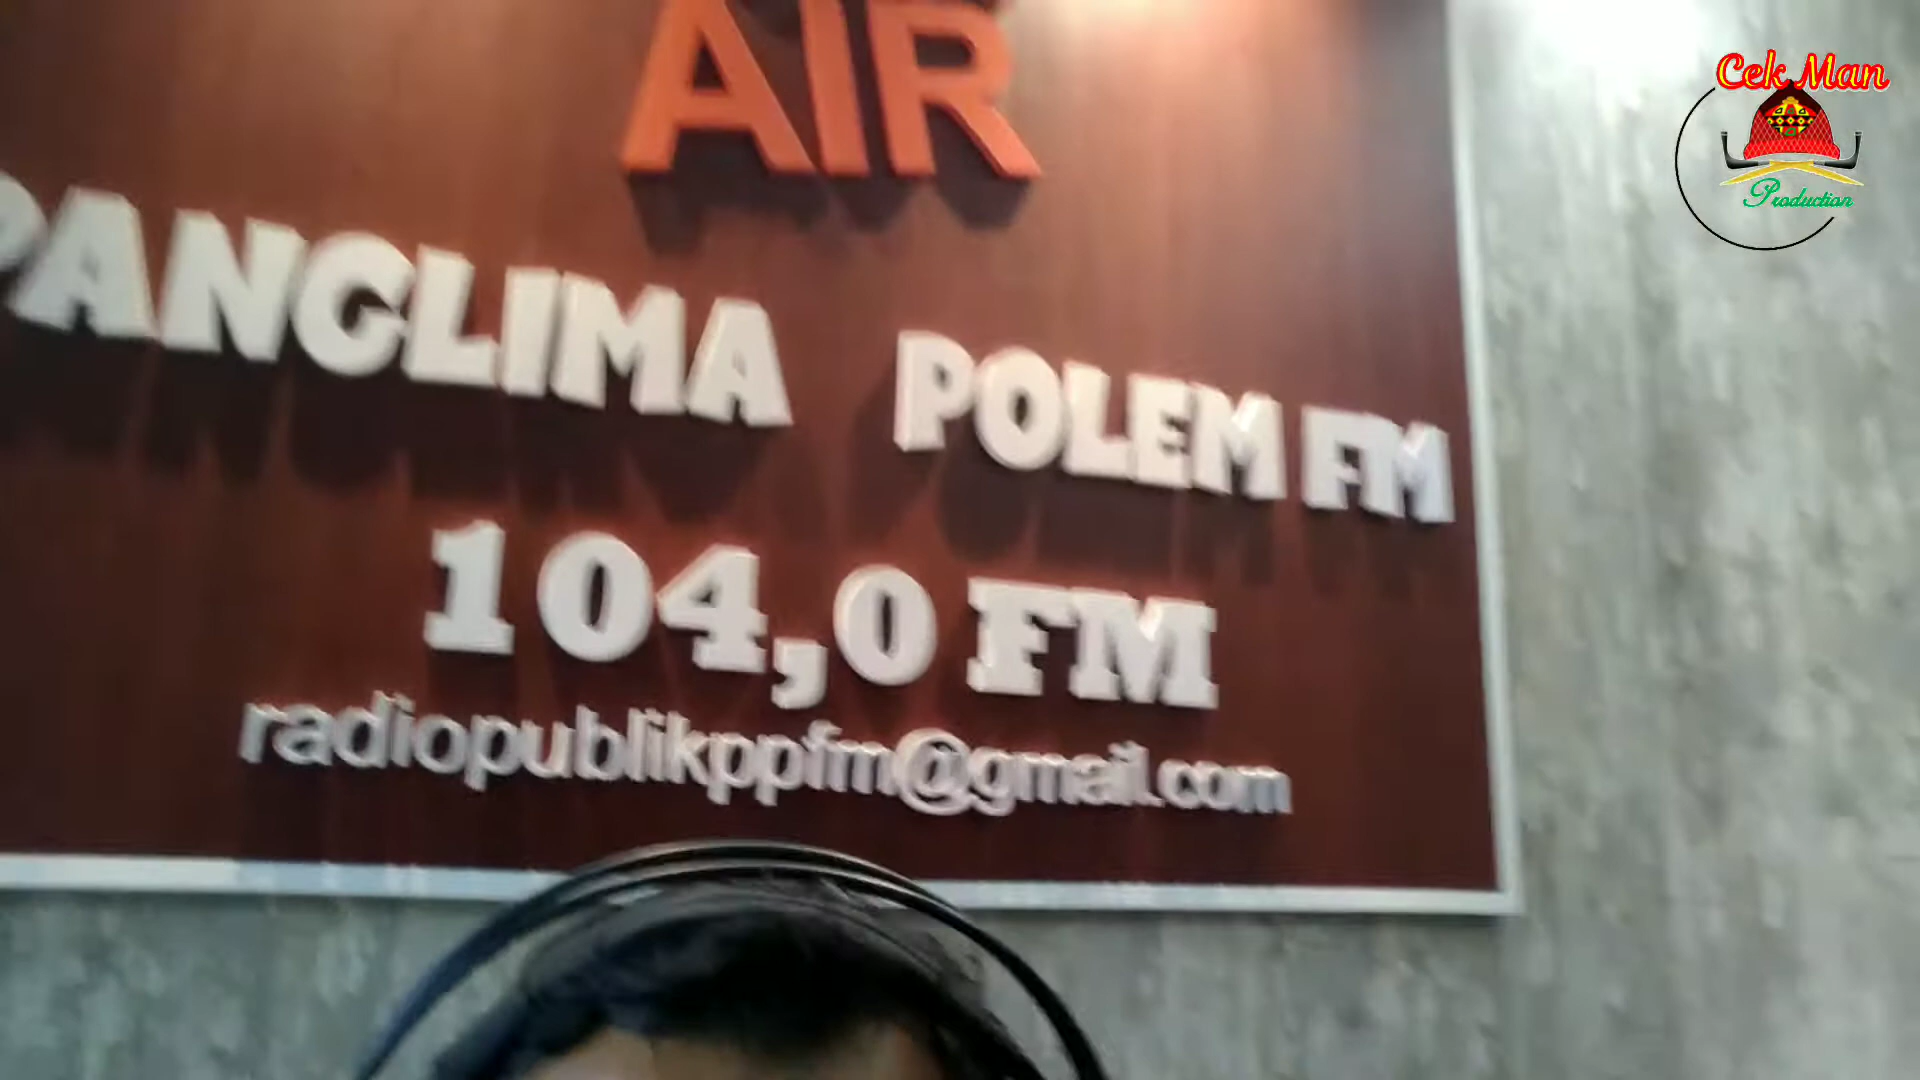 AIR
PANGLIMA POLEM FM
104,0 FM
radiopublikppfm@gmail.com
Cek Man
Production